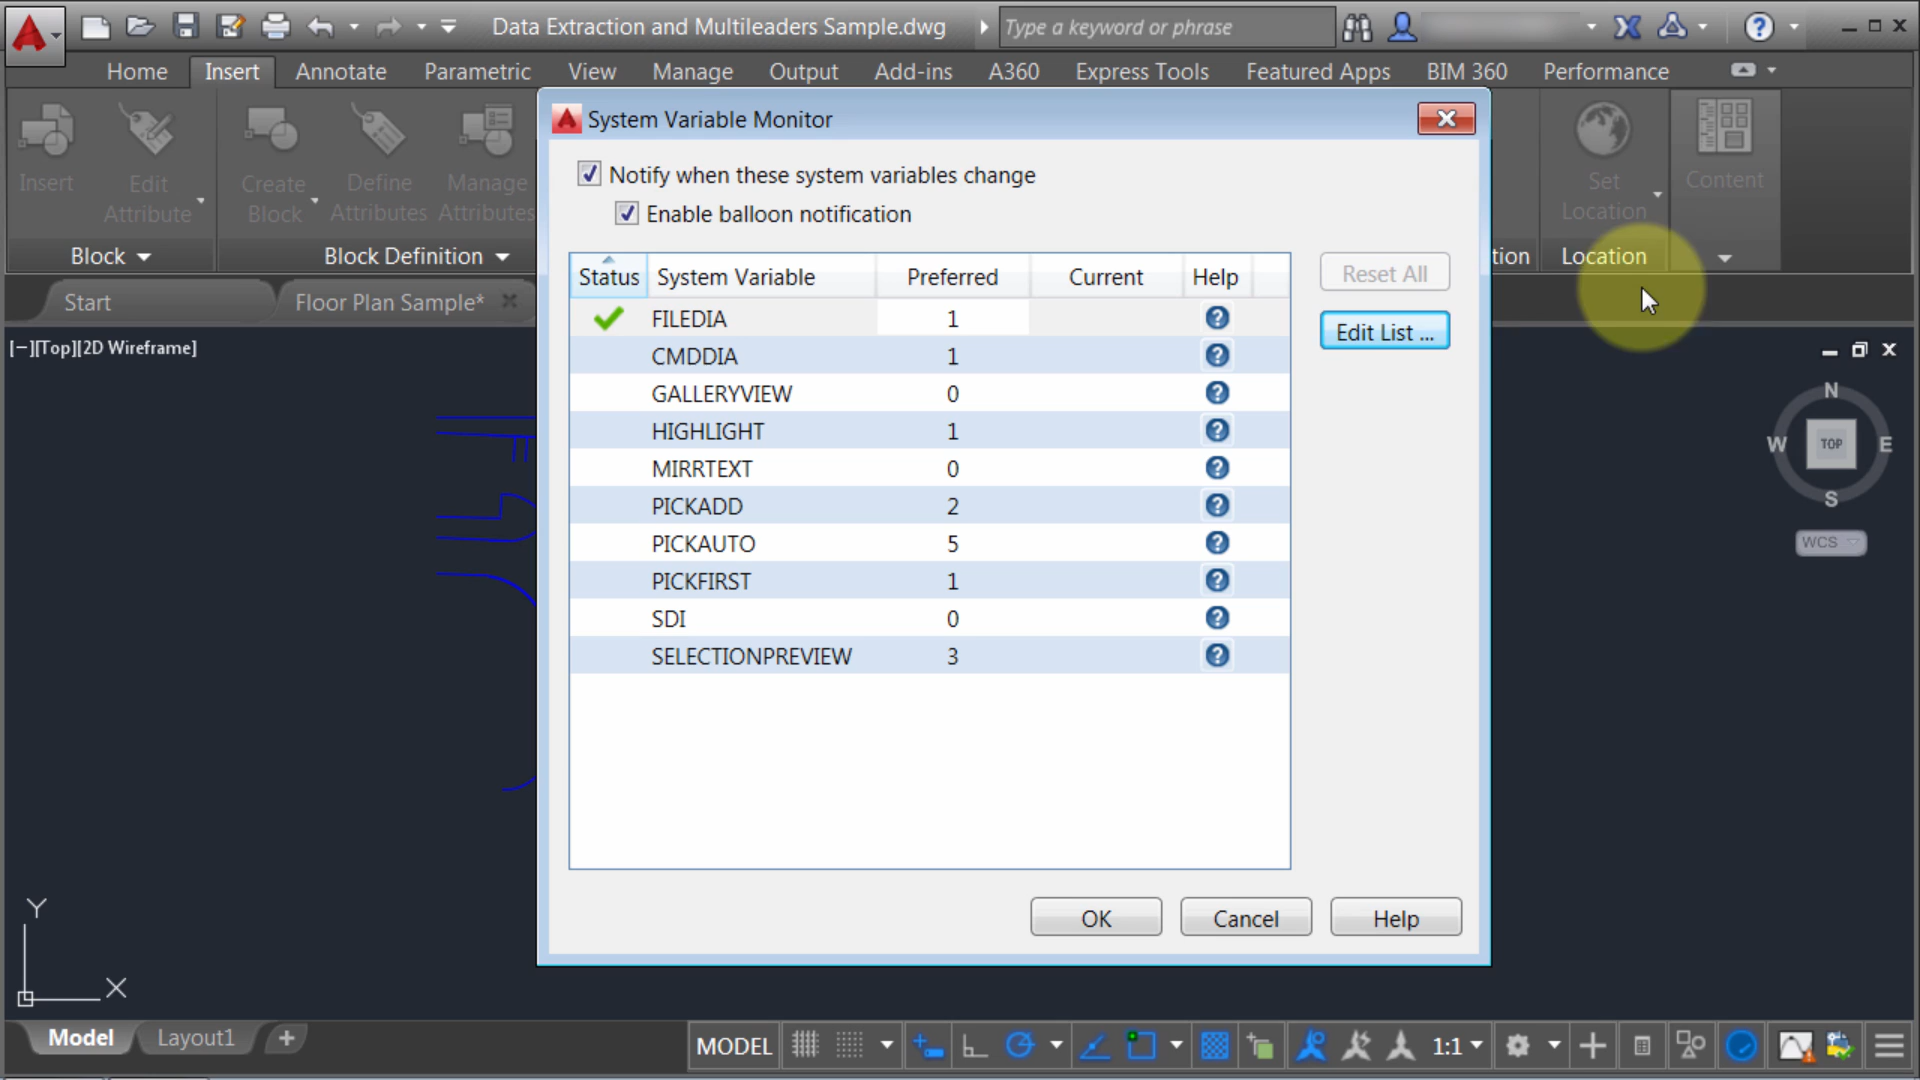 Data Extraction and Multileaders Sample.dwg
Type a keyword or phrase
Home Insert Annotate Parametric View Manage Output Add-ins A360 Express Tools Featured Apps BIM 360 Performance
Insert
Edit Attribute
Create Block
Define Attributes
Manage Attributes
Set Location
Content
Block
Block Definition
tion
Location
Start
Floor Plan Sample*
[−][Top][2D Wireframe]
System Variable Monitor
Notify when these system variables change
Enable balloon notification
Status System Variable Preferred Current Help
FILEDIA 1
CMDDIA 1
GALLERYVIEW 0
HIGHLIGHT 1
MIRRTEXT 0
PICKADD 2
PICKAUTO 5
PICKFIRST 1
SDI 0
SELECTIONPREVIEW 3
Reset All
Edit List ...
OK Cancel Help
N
W TOP E
S
WCS
Y
X
Model Layout1 +
MODEL
1:1